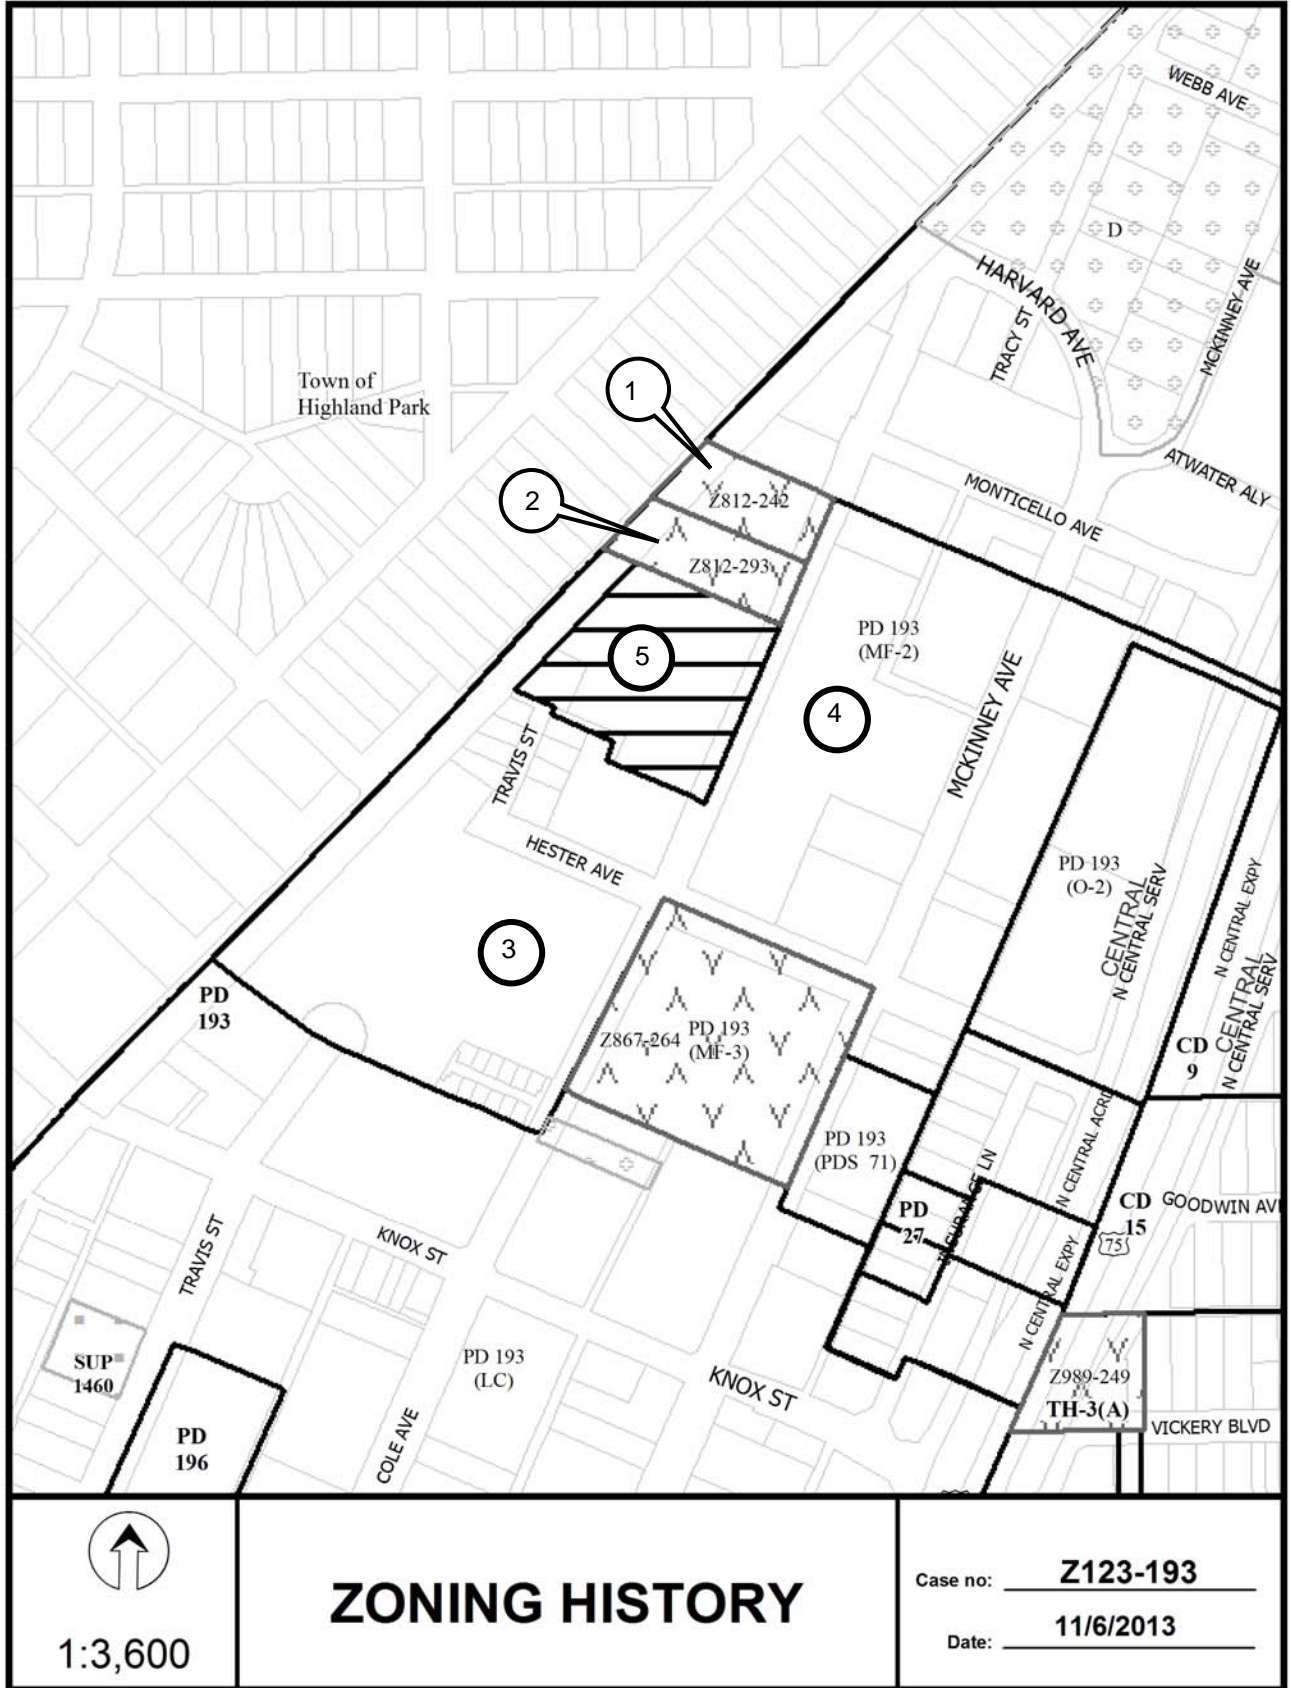 WEBB AVE
D
HARVARD AVE
TRACY ST
MCKINNEY AVE
Town of
Highland Park
1
2
Z812-242
Z812-293
ATWATER ALY
MONTICELLO AVE
PD 193
(MF-2)
5
4
MCKINNEY AVE
TRAVIS ST
HESTER AVE
PD 193
(O-2)
CENTRAL
N CENTRAL SERV
N CENTRAL EXPY
CENTRAL
N CENTRAL SERV
3
PD
193
Z867-264
PD 193
(MF-3)
CD
9
PD 193
(PDS 71)
N CENTRAL ACRD
PD
27
CD
15
GOODWIN AV
75
TRAVIS ST
KNOX ST
N CENTRAL EXPY
SUP
1460
PD 193
(LC)
KNOX ST
Z989-249
TH-3(A)
VICKERY BLVD
PD
196
COLE AVE
1:3,600
ZONING HISTORY
Case no: Z123-193
Date: 11/6/2013